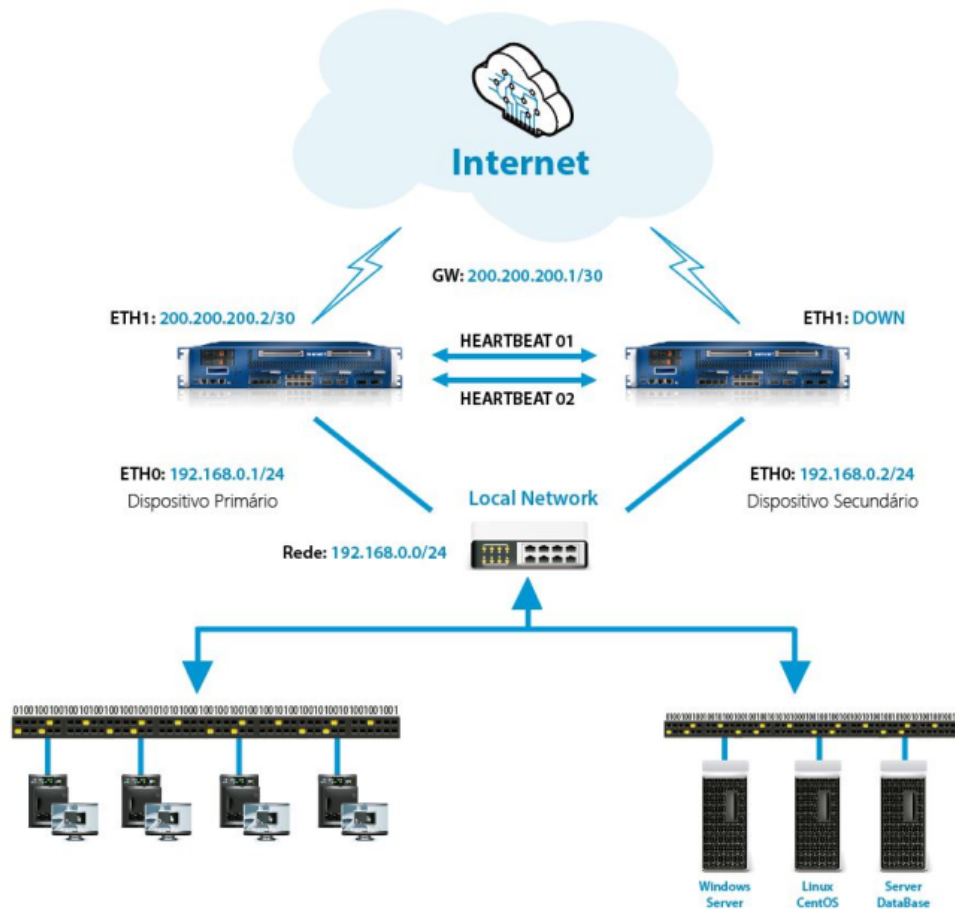 Internet
GW: 200.200.200.1/30
ETH1: 200.200.200.2/30
ETH1: DOWN
HEARTBEAT 01
HEARTBEAT 02
ETH0: 192.168.0.1/24
Dispositivo Primário
ETH0: 192.168.0.2/24
Dispositivo Secundário
Local Network
Rede: 192.168.0.0/24
Windows
Server
Linux
CentOS
Server
DataBase